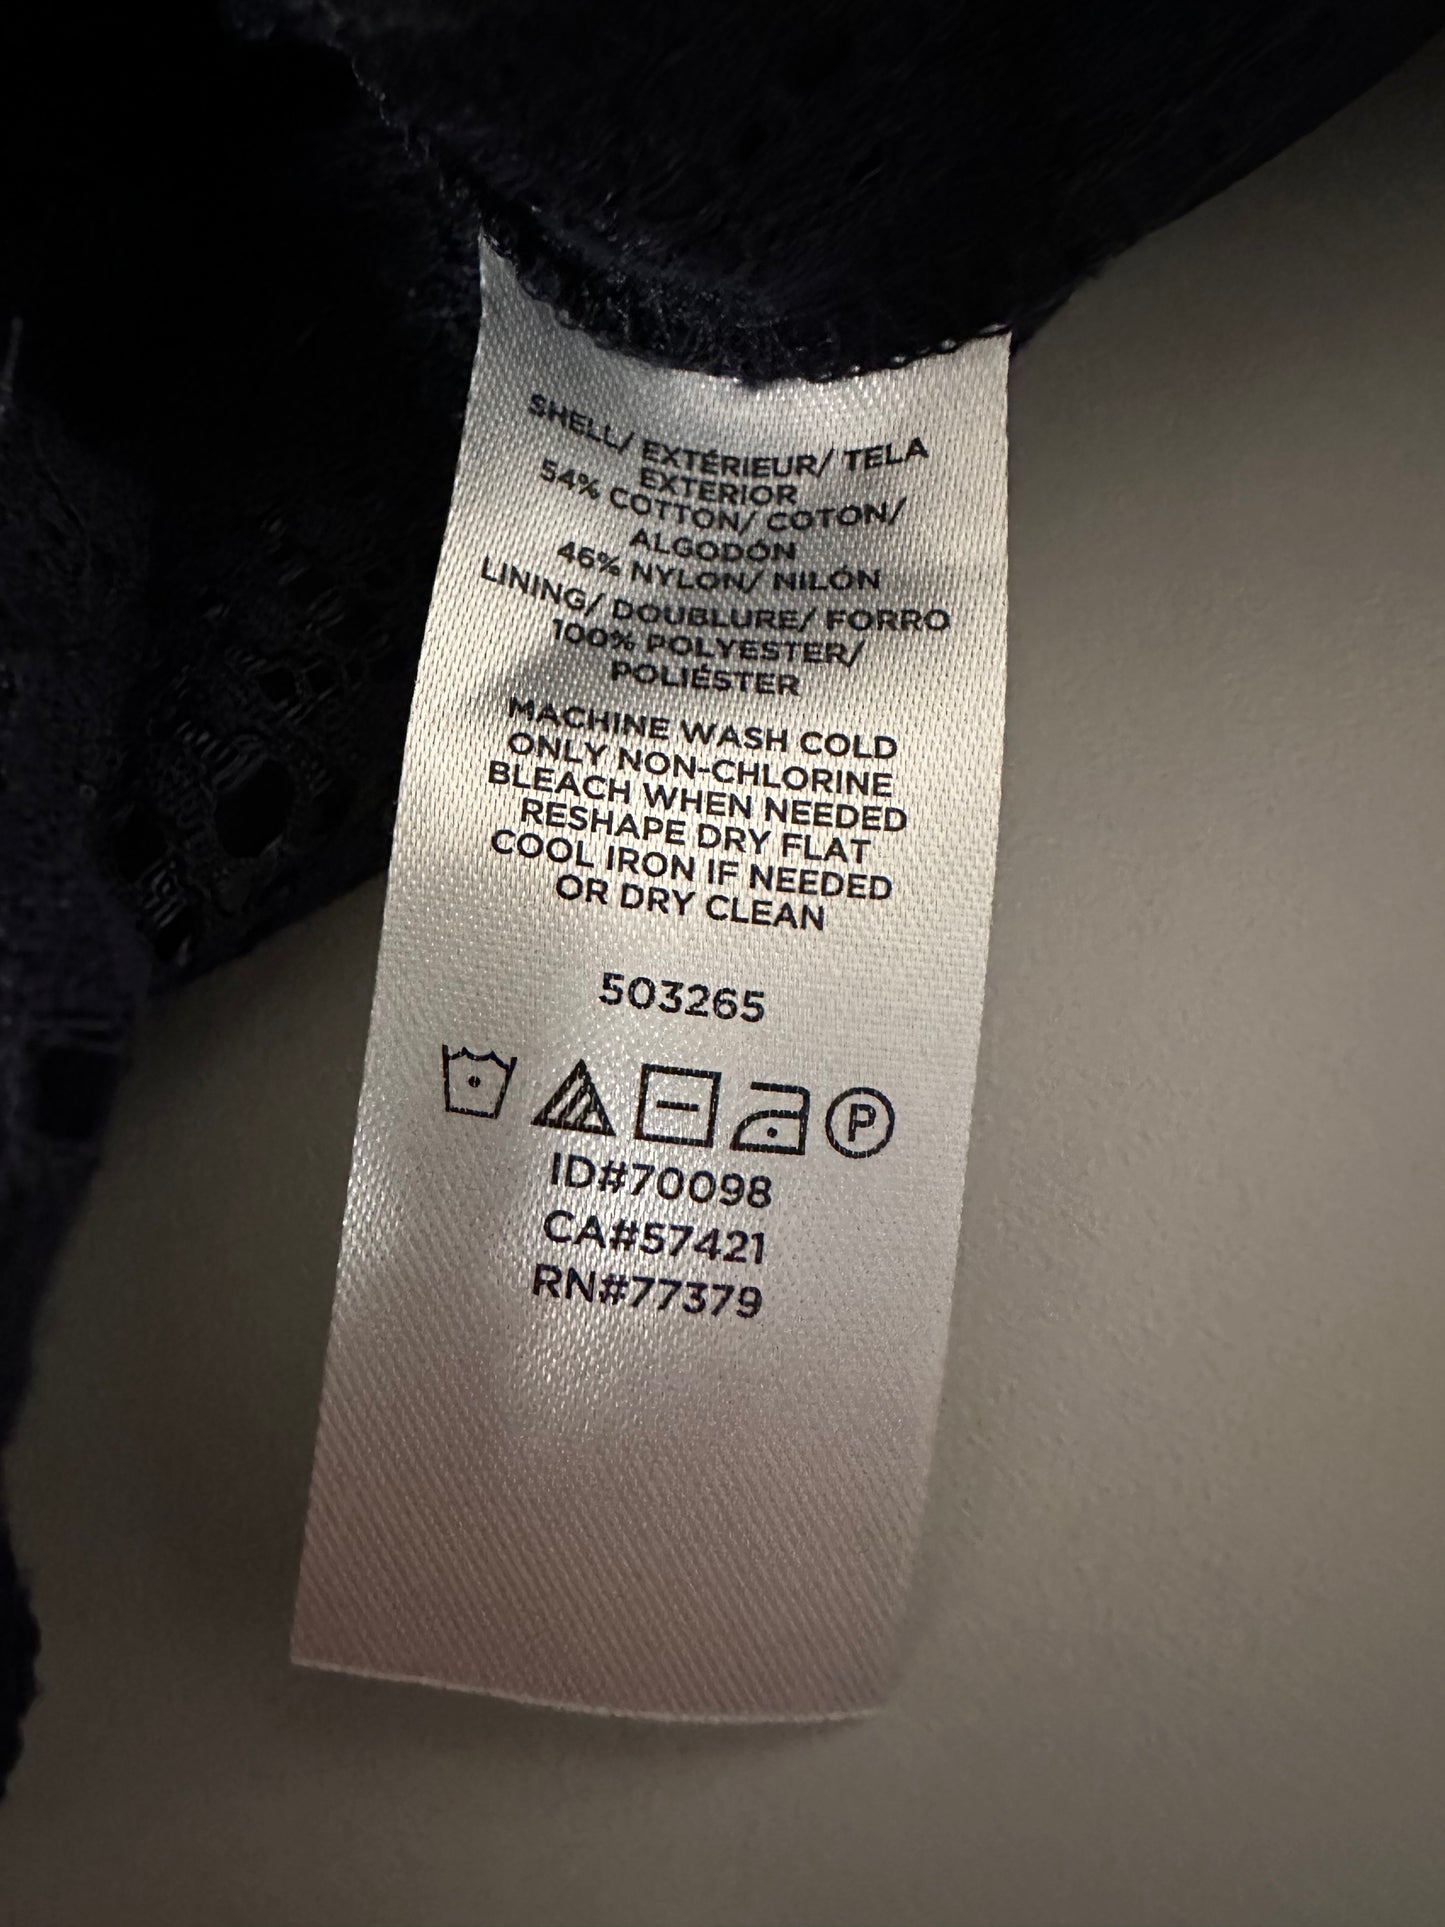 SHELL/ EXTÉRIEUR/ TELA
EXTERIOR
54% COTTON/ COTON/
ALGODÓN
46% NYLON/ NILÓN
LINING/ DOUBLURE/ FORRO
100% POLYESTER/
POLIÉSTER
MACHINE WASH COLD
ONLY NON-CHLORINE
BLEACH WHEN NEEDED
RESHAPE DRY FLAT
COOL IRON IF NEEDED
OR DRY CLEAN
503265
P
ID#70098
CA#57421
RN#77379